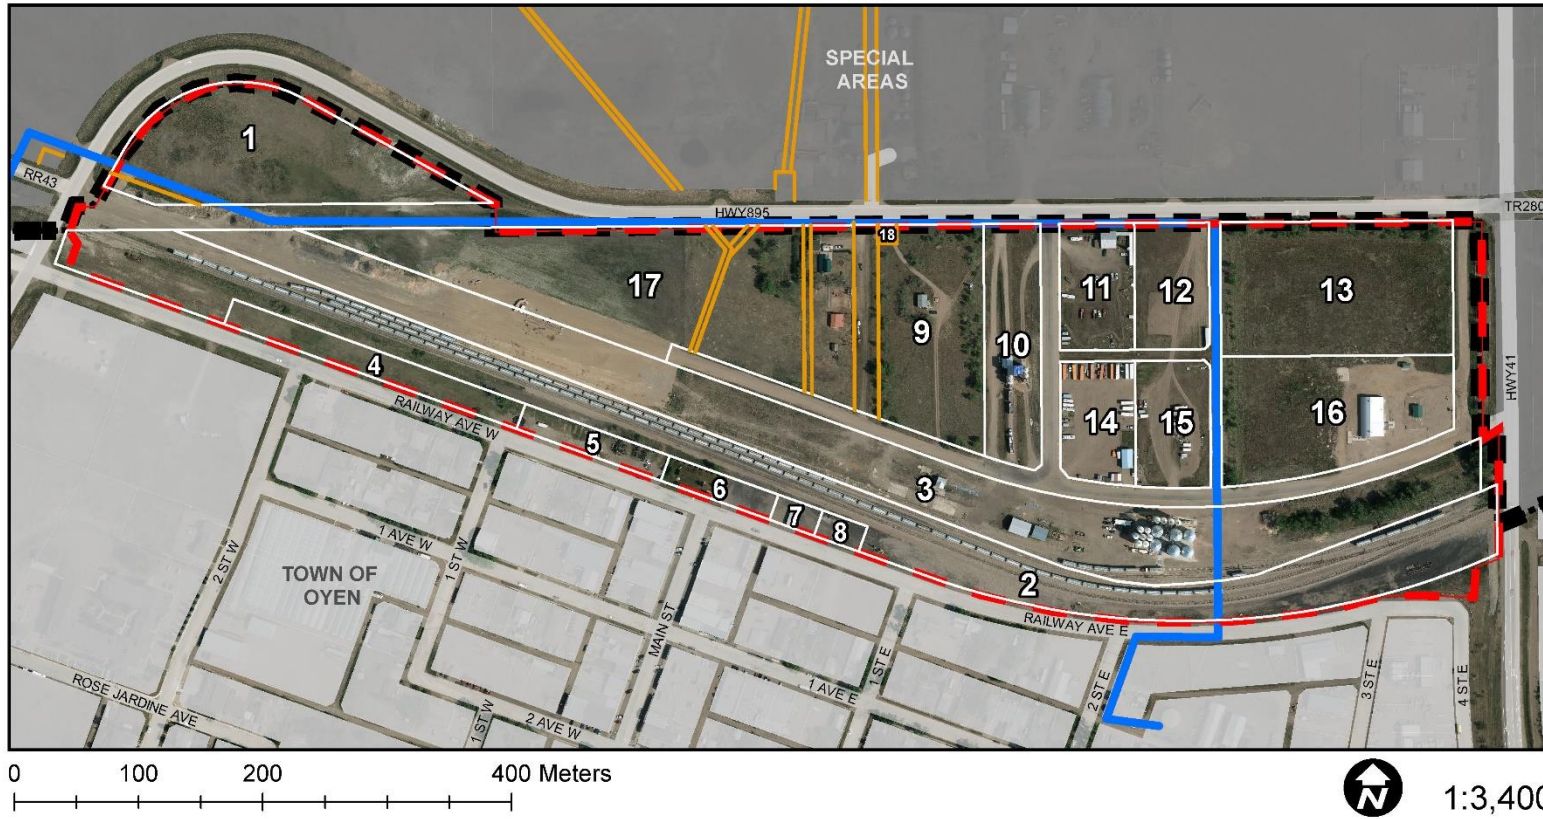 SPECIAL
AREAS
1
RR43
HWY895
TR280
18
17
11
12
13
9
10
HWY41
4
14
15
16
RAILWAY AVE W
5
3
6
7
8
2 ST W
1 AVE W
1 ST W
TOWN OF
OYEN
2
RAILWAY AVE E
MAIN ST
1 ST E
2 ST E
3 ST E
4 ST E
1 AVE E
ROSE JARDINE AVE
1 ST W
2 AVE W
0
100
200
400 Meters
N
1:3,400